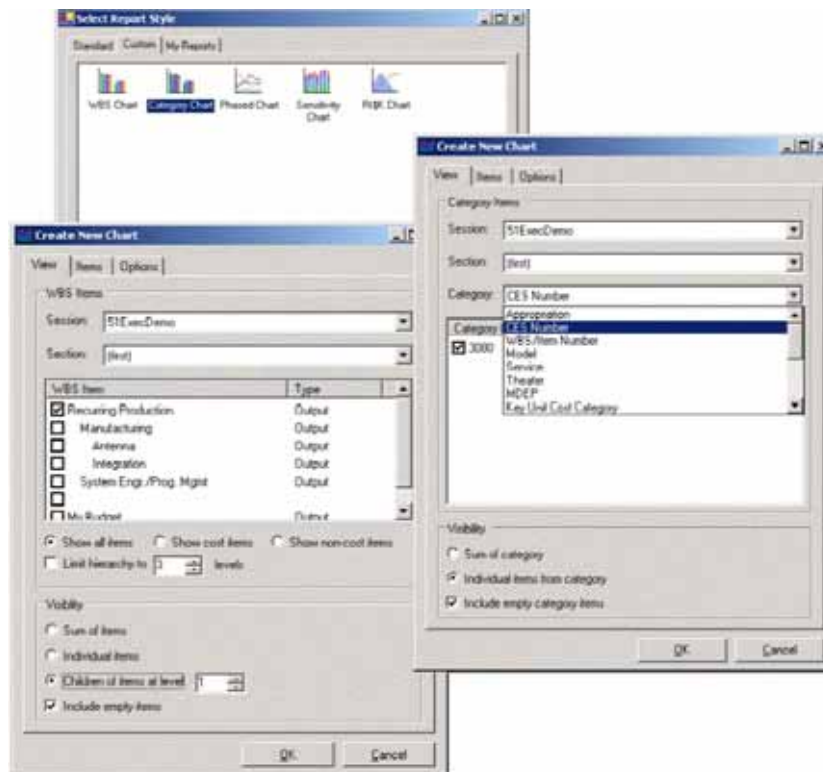 Select Report Style
Standard Custom My Reports
WBS Chart Category Chart Phased Chart Sensitivity Chart RI$K Chart
Create New Chart
View Items Options
WBS Items
Session: 51ExecDemo
Section: (first)
WBS Item Type
Recurring Production Output
Manufacturing Output
Antenna Output
Integration Output
System Engr./Prog. Mgmt Output
My Budget Output
Show all items Show cost items Show non-cost items
Limit hierarchy to 3 levels
Visibility
Sum of items
Individual items
Children of items at level: 1
Include empty items
OK Cancel
Create New Chart
View Items Options
Category Items
Session: 51ExecDemo
Section: (first)
Category: CES Number
Appropriation
Category CES Number
3080 WBS/Item Number
Model
Service
Theater
MDEP
Key Unit Cost Category
Visibility
Sum of category
Individual items from category
Include empty category items
OK Cancel